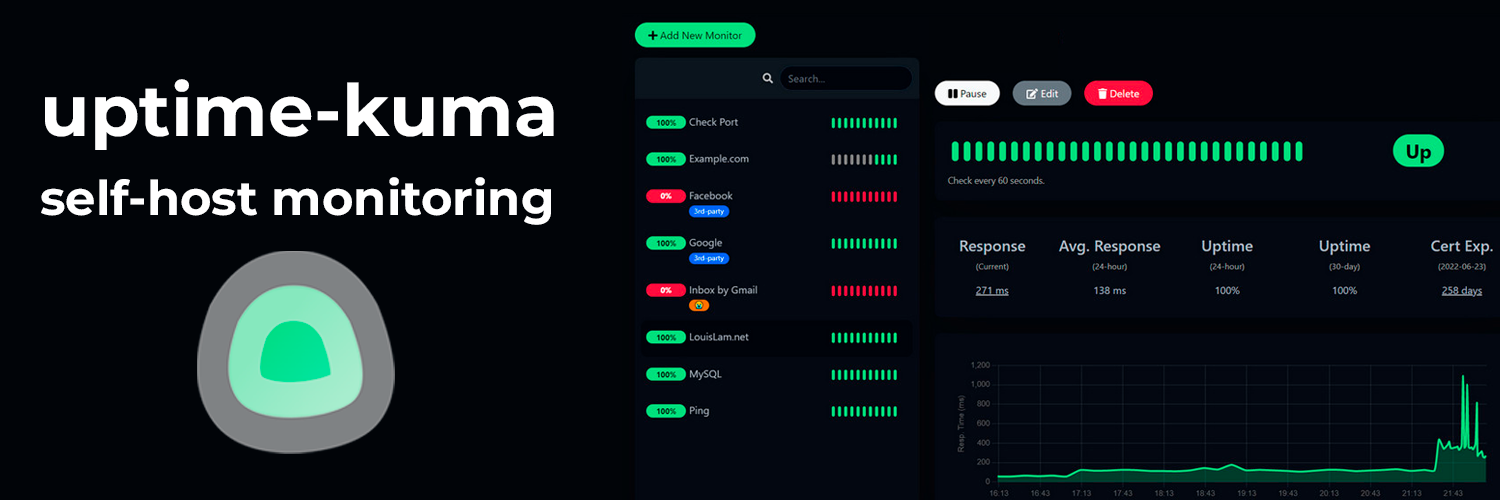 uptime-kuma
self-host monitoring
Add New Monitor
Search...
100% Check Port
100% Example.com
0% Facebook
3rd-party
100% Google
3rd-party
0% Inbox by Gmail
100% LouisLam.net
100% MySQL
100% Ping
Pause Edit Delete
Up
Check every 60 seconds.
Response Avg. Response Uptime Uptime Cert Exp.
(Current) (24-hour) (24-hour) (30-day) (2022-06-23)
271 ms 138 ms 100% 100% 258 days
Resp. Time (ms)
1,200
1,000
800
600
400
200
0
16:13 16:43 17:13 17:43 18:13 18:43 19:13 19:43 20:13 20:43 21:13 21:43